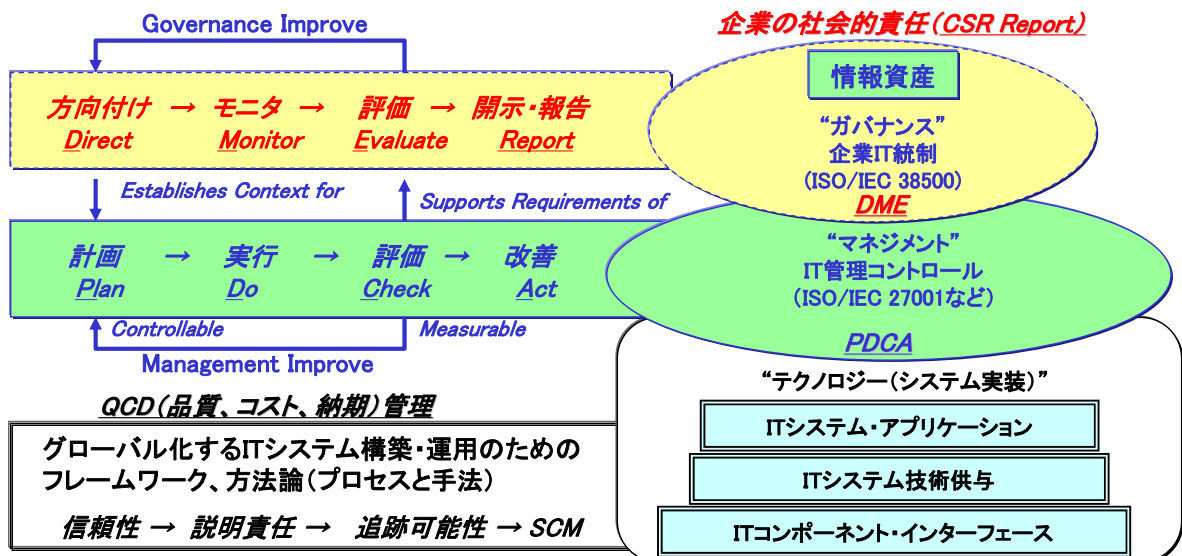 Governance Improve
企業の社会的責任(CSR Report)
方向付け → モニタ → 評価 → 開示・報告
Direct Monitor Evaluate Report
情報資産
“ガバナンス”
企業IT統制
(ISO/IEC 38500)
DME
Establishes Context for
Supports Requirements of
計画 → 実行 → 評価 → 改善
Plan Do Check Act
“マネジメント”
IT管理コントロール
(ISO/IEC 27001など)
PDCA
Controllable
Measurable
Management Improve
QCD(品質、コスト、納期)管理
グローバル化するITシステム構築・運用のための
フレームワーク、方法論(プロセスと手法)
信頼性 → 説明責任 → 追跡可能性 → SCM
“テクノロジー(システム実装)”
ITシステム・アプリケーション
ITシステム技術供与
ITコンポーネント・インターフェース